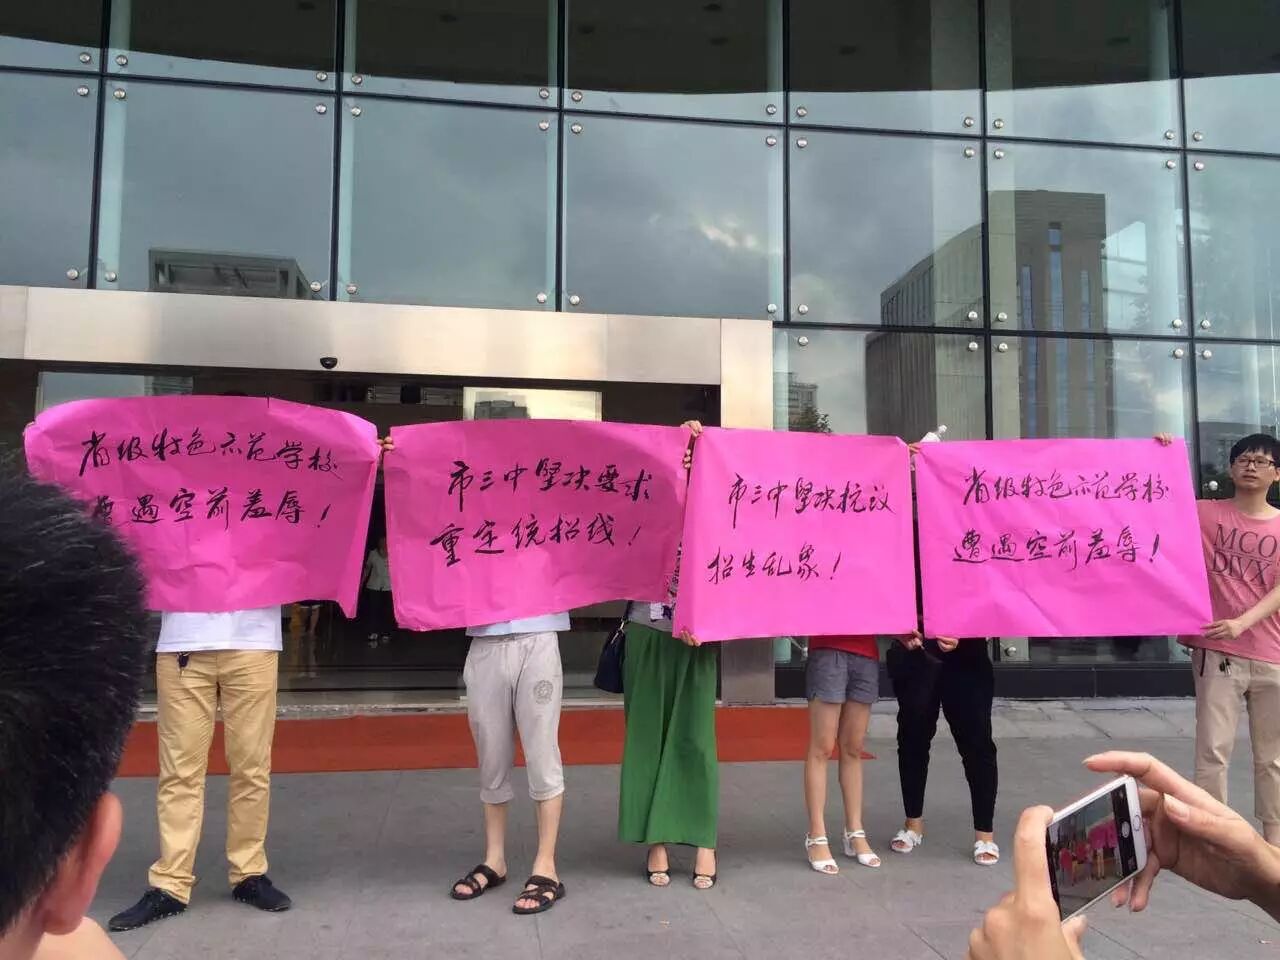 省级特色示范学校
遭遇空前羞辱！
市三中坚决要求
重定统招线！
市三中坚决抗议
招生乱象！
省级特色示范学校
遭遇空前羞辱！
MCO
DIVX